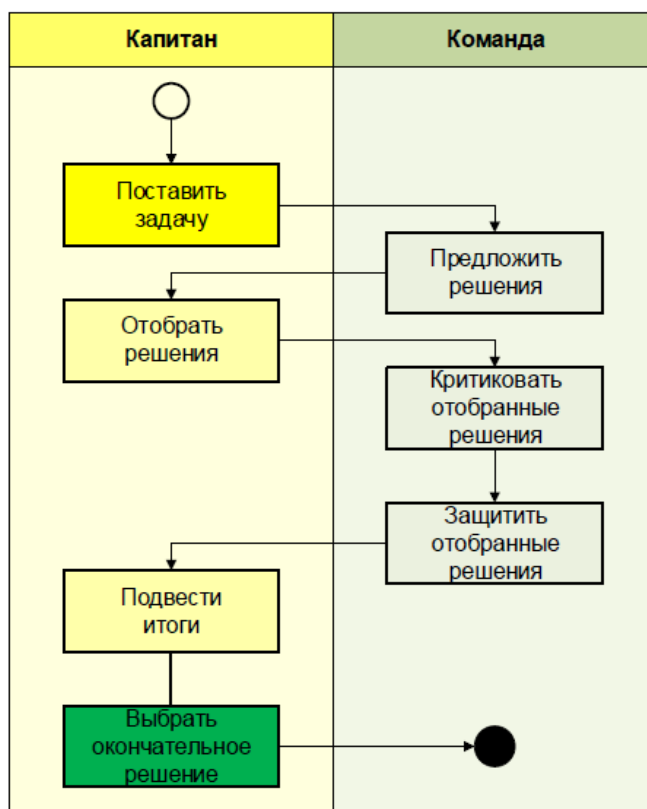 Капитан
Команда
Поставить
задачу
Предложить
решения
Отобрать
решения
Критиковать
отобранные
решения
Защитить
отобранные
решения
Подвести
итоги
Выбрать
окончательное
решение